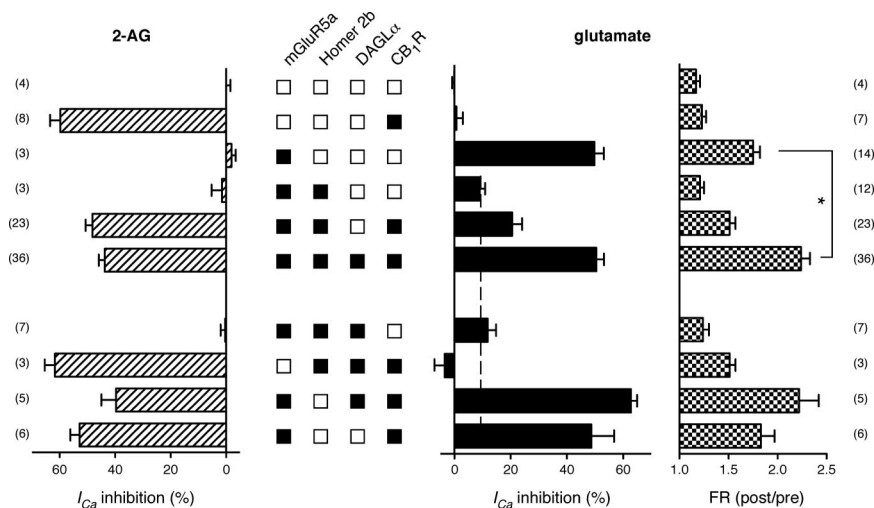 2-AG
mGluR5a
Homer 2b
DAGLα
CB1R
glutamate
(4) (4)
(8) (7)
(3) (14)
(3) (12)
*
(23) (23)
(36) (36)
(7) (7)
(3) (3)
(5) (5)
(6) (6)
60 40 20 0
0 20 40 60
1.0 1.5 2.0 2.5
ICa inhibition (%)
ICa inhibition (%)
FR (post/pre)